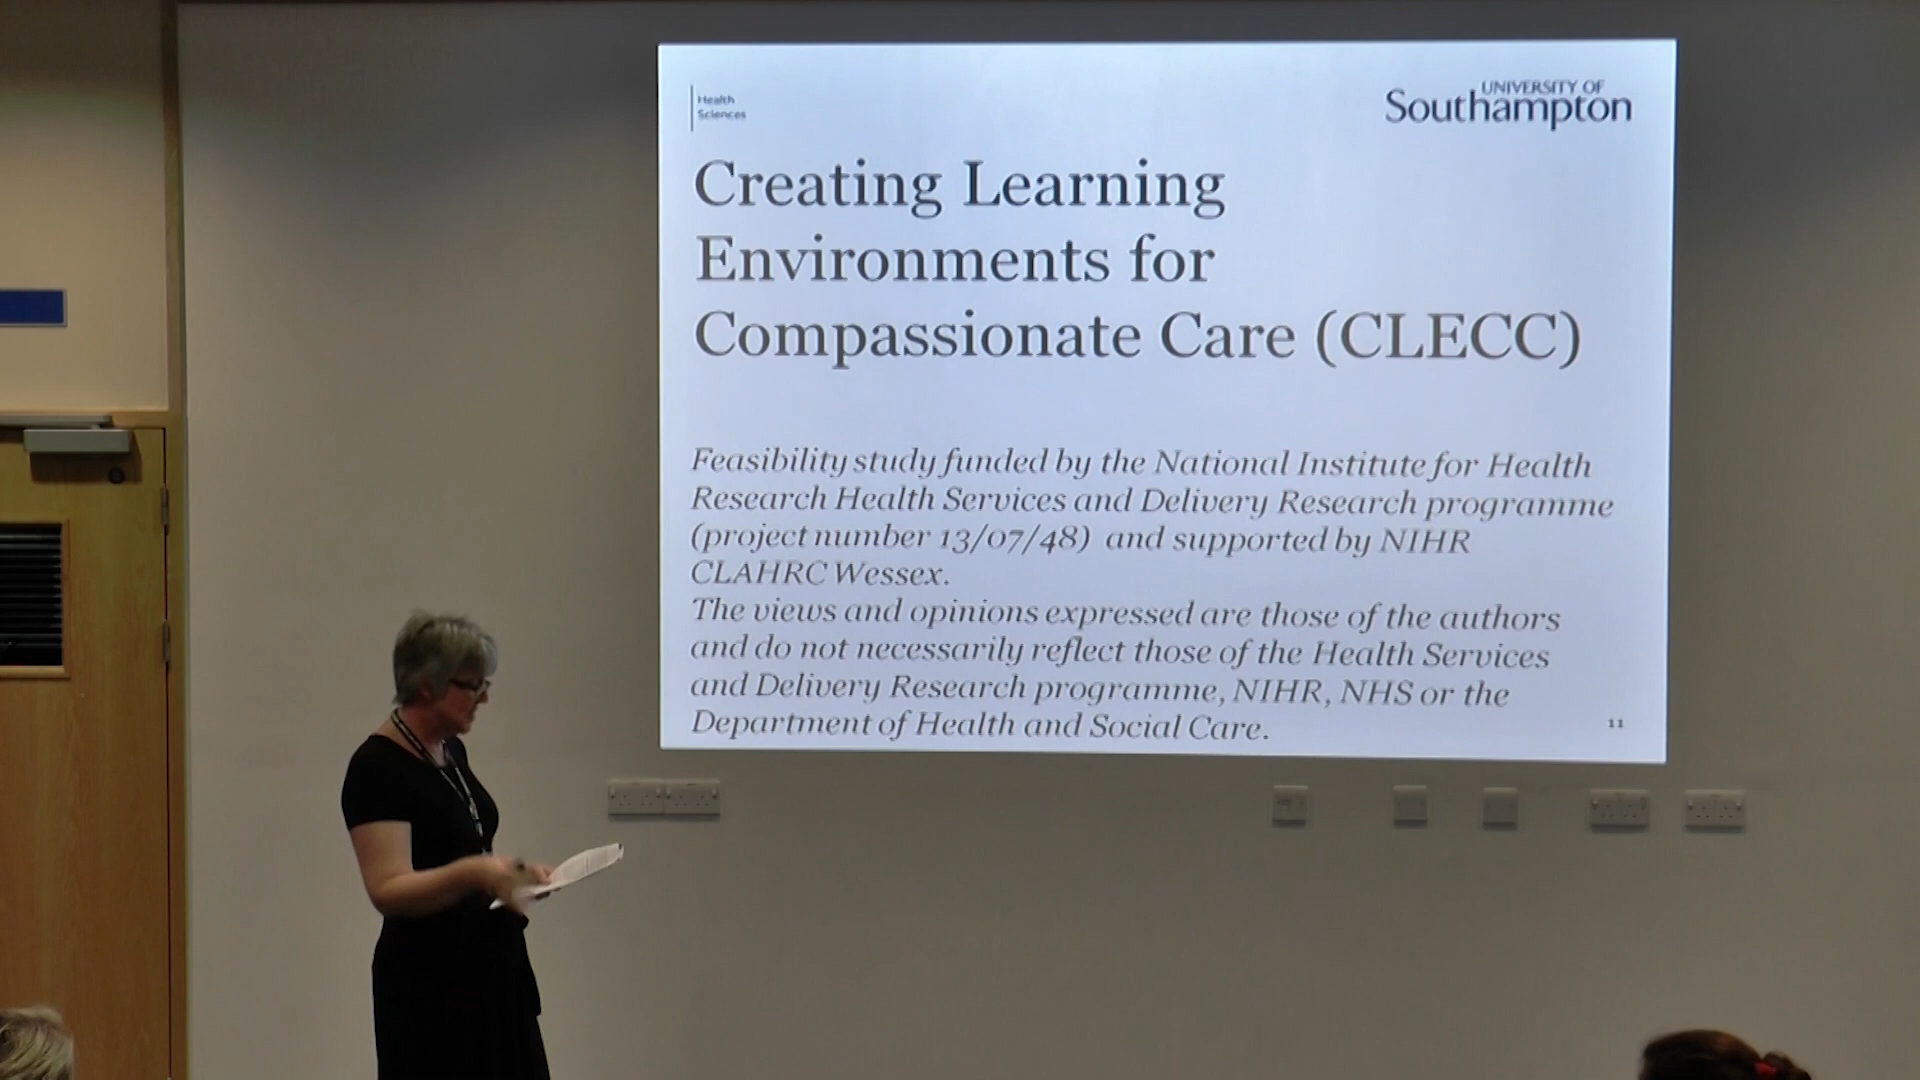 Health
Sciences
UNIVERSITY OF
Southampton
Creating Learning
Environments for
Compassionate Care (CLECC)
Feasibility study funded by the National Institute for Health
Research Health Services and Delivery Research programme
(project number 13/07/48) and supported by NIHR
CLAHRC Wessex.
The views and opinions expressed are those of the authors
and do not necessarily reflect those of the Health Services
and Delivery Research programme, NIHR, NHS or the
Department of Health and Social Care.
11